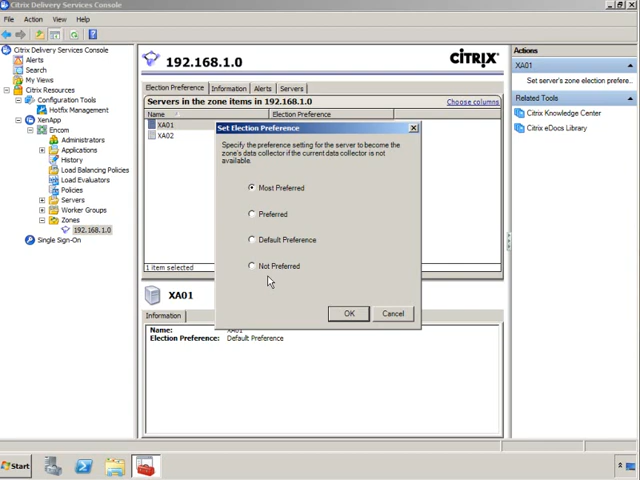 Citrix Delivery Services Console
File Action View Help
Citrix Delivery Services Console
Alerts
Search
My Views
Citrix Resources
Configuration Tools
Hotfix Management
XenApp
Encom
Administrators
Applications
History
Load Balancing Policies
Load Evaluators
Policies
Servers
Worker Groups
Zones
192.168.1.0
Single Sign-On
192.168.1.0
CİTRIX
Election Preference Information Alerts Servers
Servers in the zone items in 192.168.1.0 Choose columns
Name Election Preference
XA01
XA02
1 item selected
Set Election Preference
Specify the preference setting for the server to become the
zone's data collector if the current data collector is not
available.
Most Preferred
Preferred
Default Preference
Not Preferred
OK Cancel
XA01
Information
Name: XA01
Election Preference: Default Preference
Actions
XA01
Set server's zone election prefere...
Related Tools
Citrix Knowledge Center
Citrix eDocs Library
Start